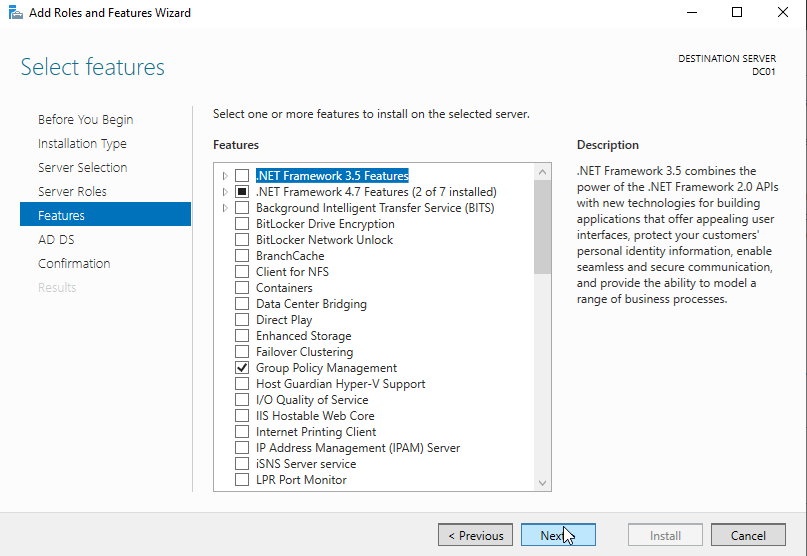 Add Roles and Features Wizard
Select features
DESTINATION SERVER
DC01
Before You Begin
Installation Type
Server Selection
Server Roles
Features
AD DS
Confirmation
Results
Select one or more features to install on the selected server.
Features
.NET Framework 3.5 Features
.NET Framework 4.7 Features (2 of 7 installed)
Background Intelligent Transfer Service (BITS)
BitLocker Drive Encryption
BitLocker Network Unlock
BranchCache
Client for NFS
Containers
Data Center Bridging
Direct Play
Enhanced Storage
Failover Clustering
Group Policy Management
Host Guardian Hyper-V Support
I/O Quality of Service
IIS Hostable Web Core
Internet Printing Client
IP Address Management (IPAM) Server
iSNS Server service
LPR Port Monitor
Description
.NET Framework 3.5 combines the
power of the .NET Framework 2.0 APIs
with new technologies for building
applications that offer appealing user
interfaces, protect your customers'
personal identity information, enable
seamless and secure communication,
and provide the ability to model a
range of business processes.
< Previous
Next >
Install
Cancel